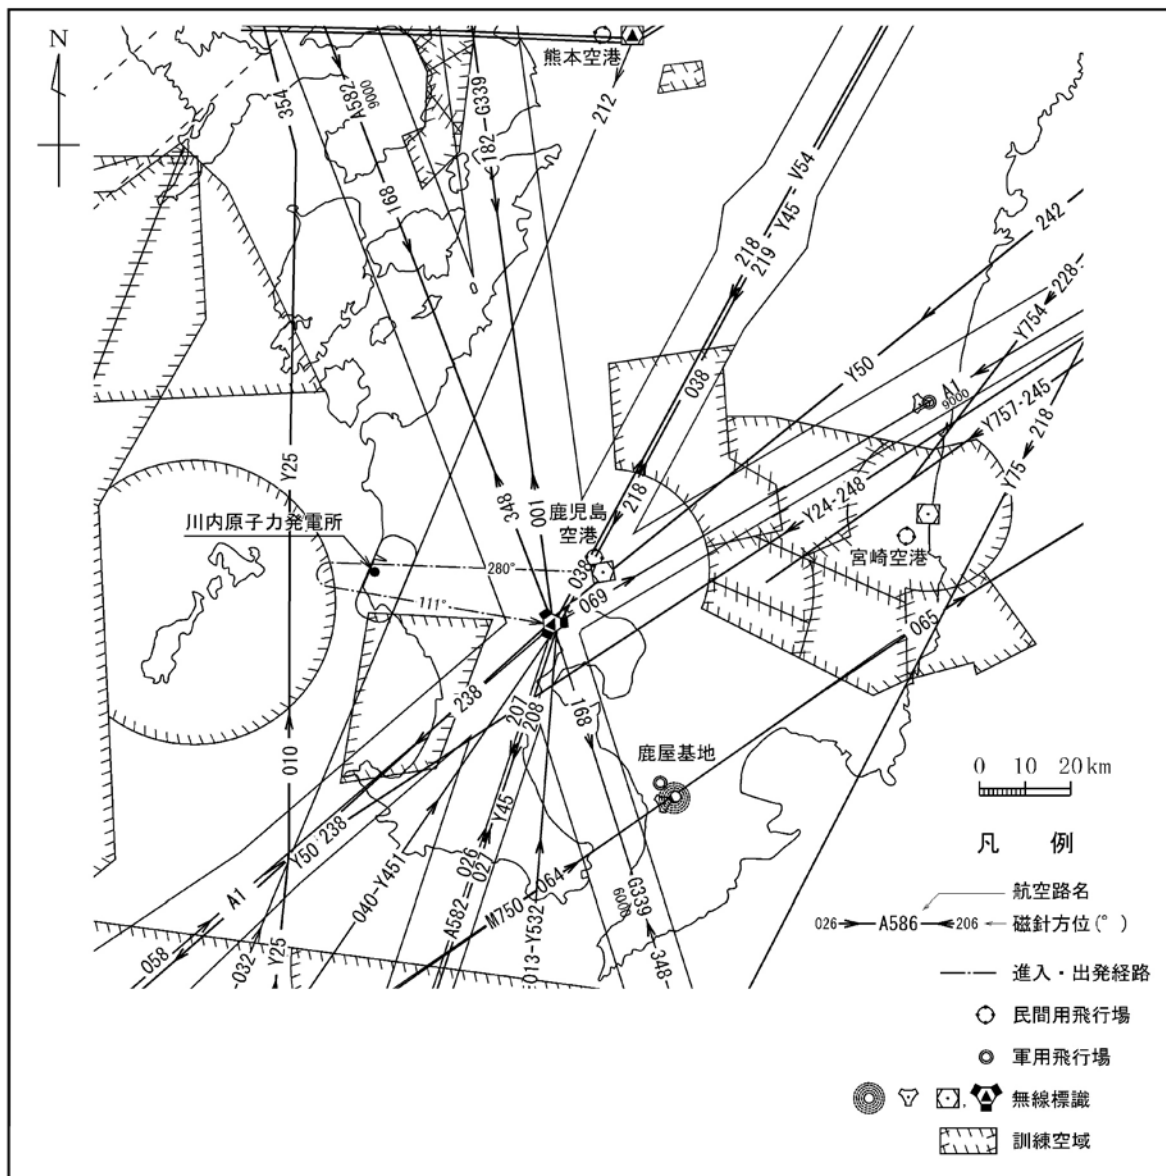 N
熊本空港
354
A582
9000
182-G339
212
168
218
219
Y45
V54
242
Y754
228
Y50
A1
9000
Y757-245
038
218
Y75
Y25
川内原子力発電所
348
001
鹿児島
空港
218
Y24-248
宮崎空港
280°
038
111°
069
065
238
207
208
168
010
鹿屋基地
0 10 20km
Y50
238
Y45
凡 例
A1
040-Y451
026
027
M750-064
G339
6000
航空路名
026 A586 206 磁針方位(°)
058
032
Y25
A582
013-Y532
348
進入・出発経路
民間用飛行場
軍用飛行場
無線標識
訓練空域